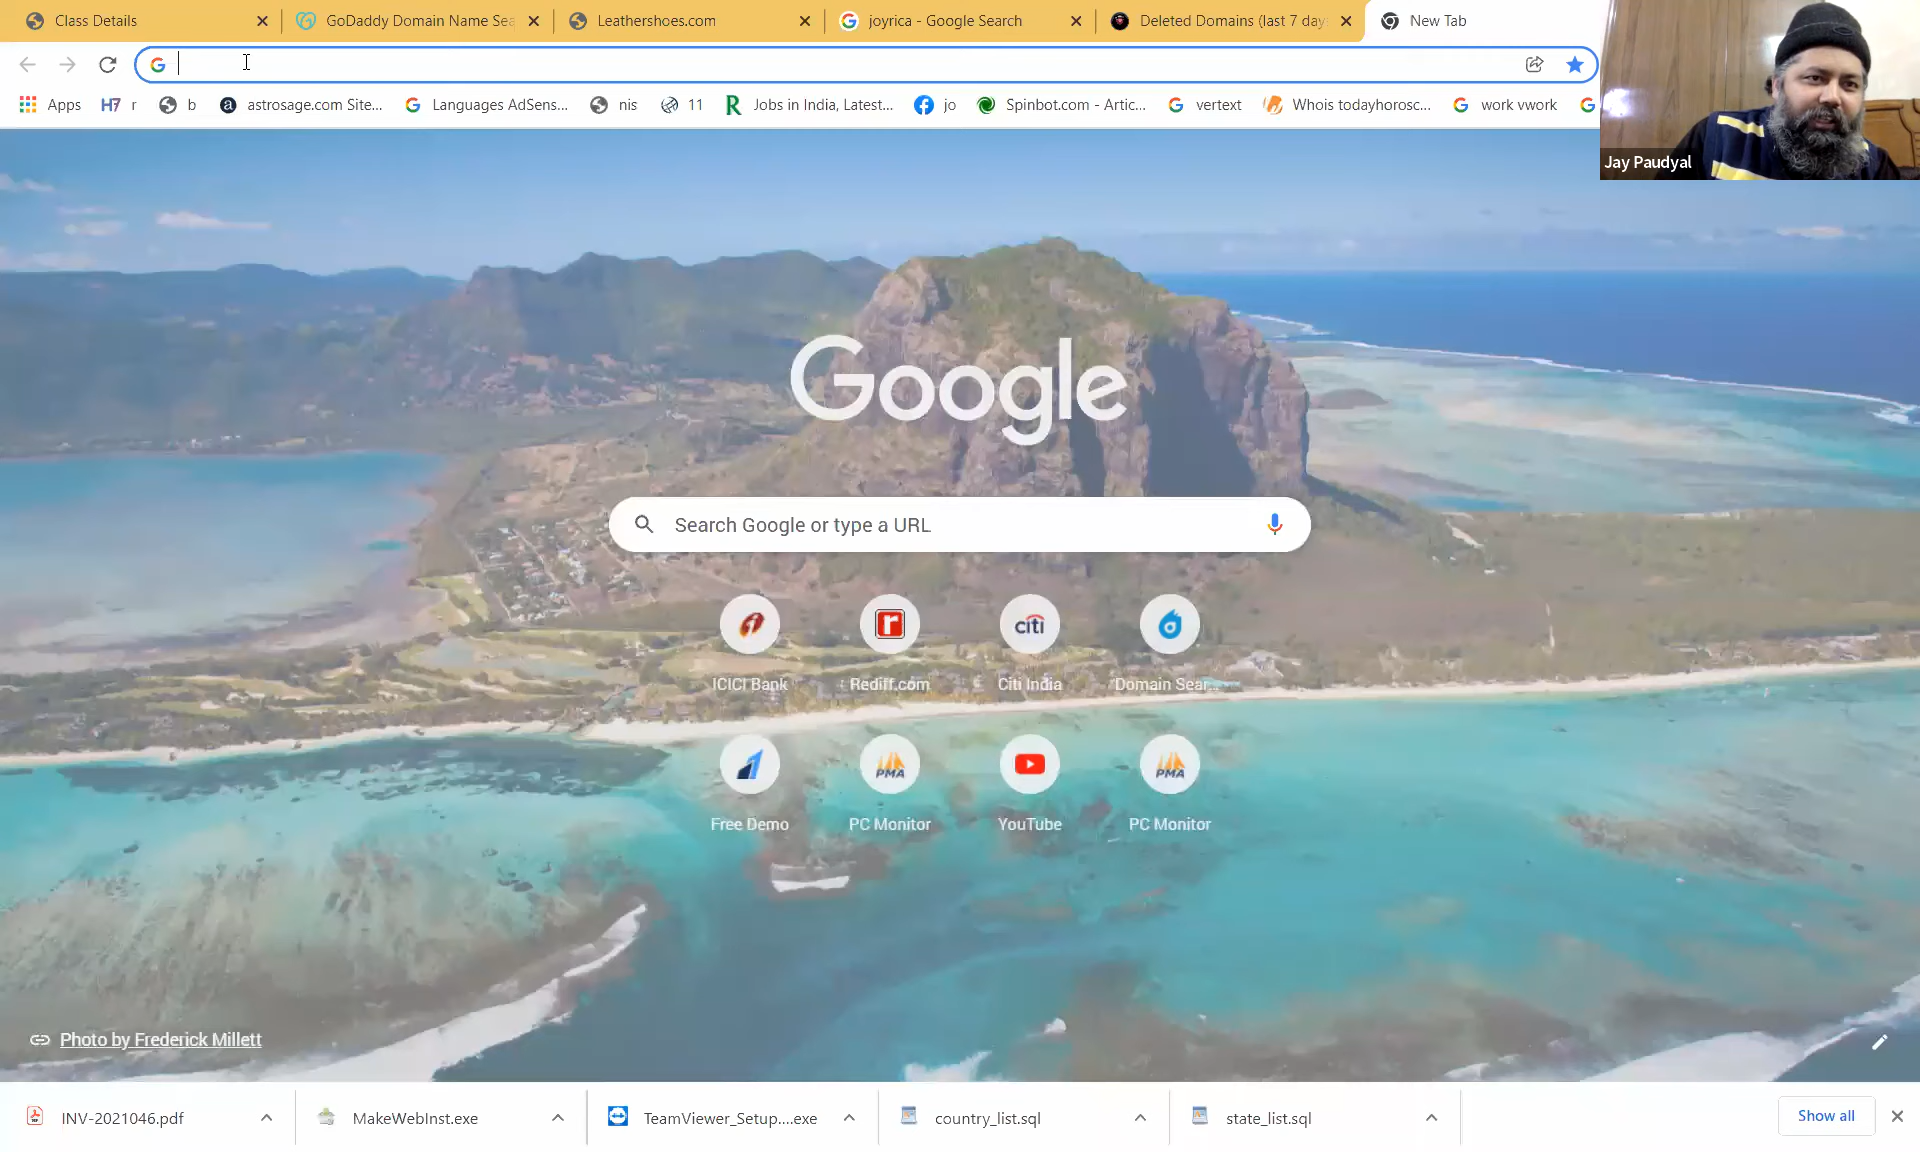 Class Details
GoDaddy Domain Name Sea
Leathershoes.com
joyrica - Google Search
Deleted Domains (last 7 day
New Tab
Apps
H7 r
b
a astrosage.com Site...
Languages AdSens...
nis
11
R Jobs in India, Latest...
jo
Spinbot.com - Artic...
vertext
Whois todayhorosc...
work vwork
Jay Paudyal
Google
Search Google or type a URL
ICICI Bank
r
Rediff.com
citi
Citi India
Domain Sear...
Free Demo
PMA
PC Monitor
YouTube
PMA
PC Monitor
Photo by Frederick Millett
INV-2021046.pdf
MakeWebInst.exe
TeamViewer_Setup....exe
country_list.sql
state_list.sql
Show all